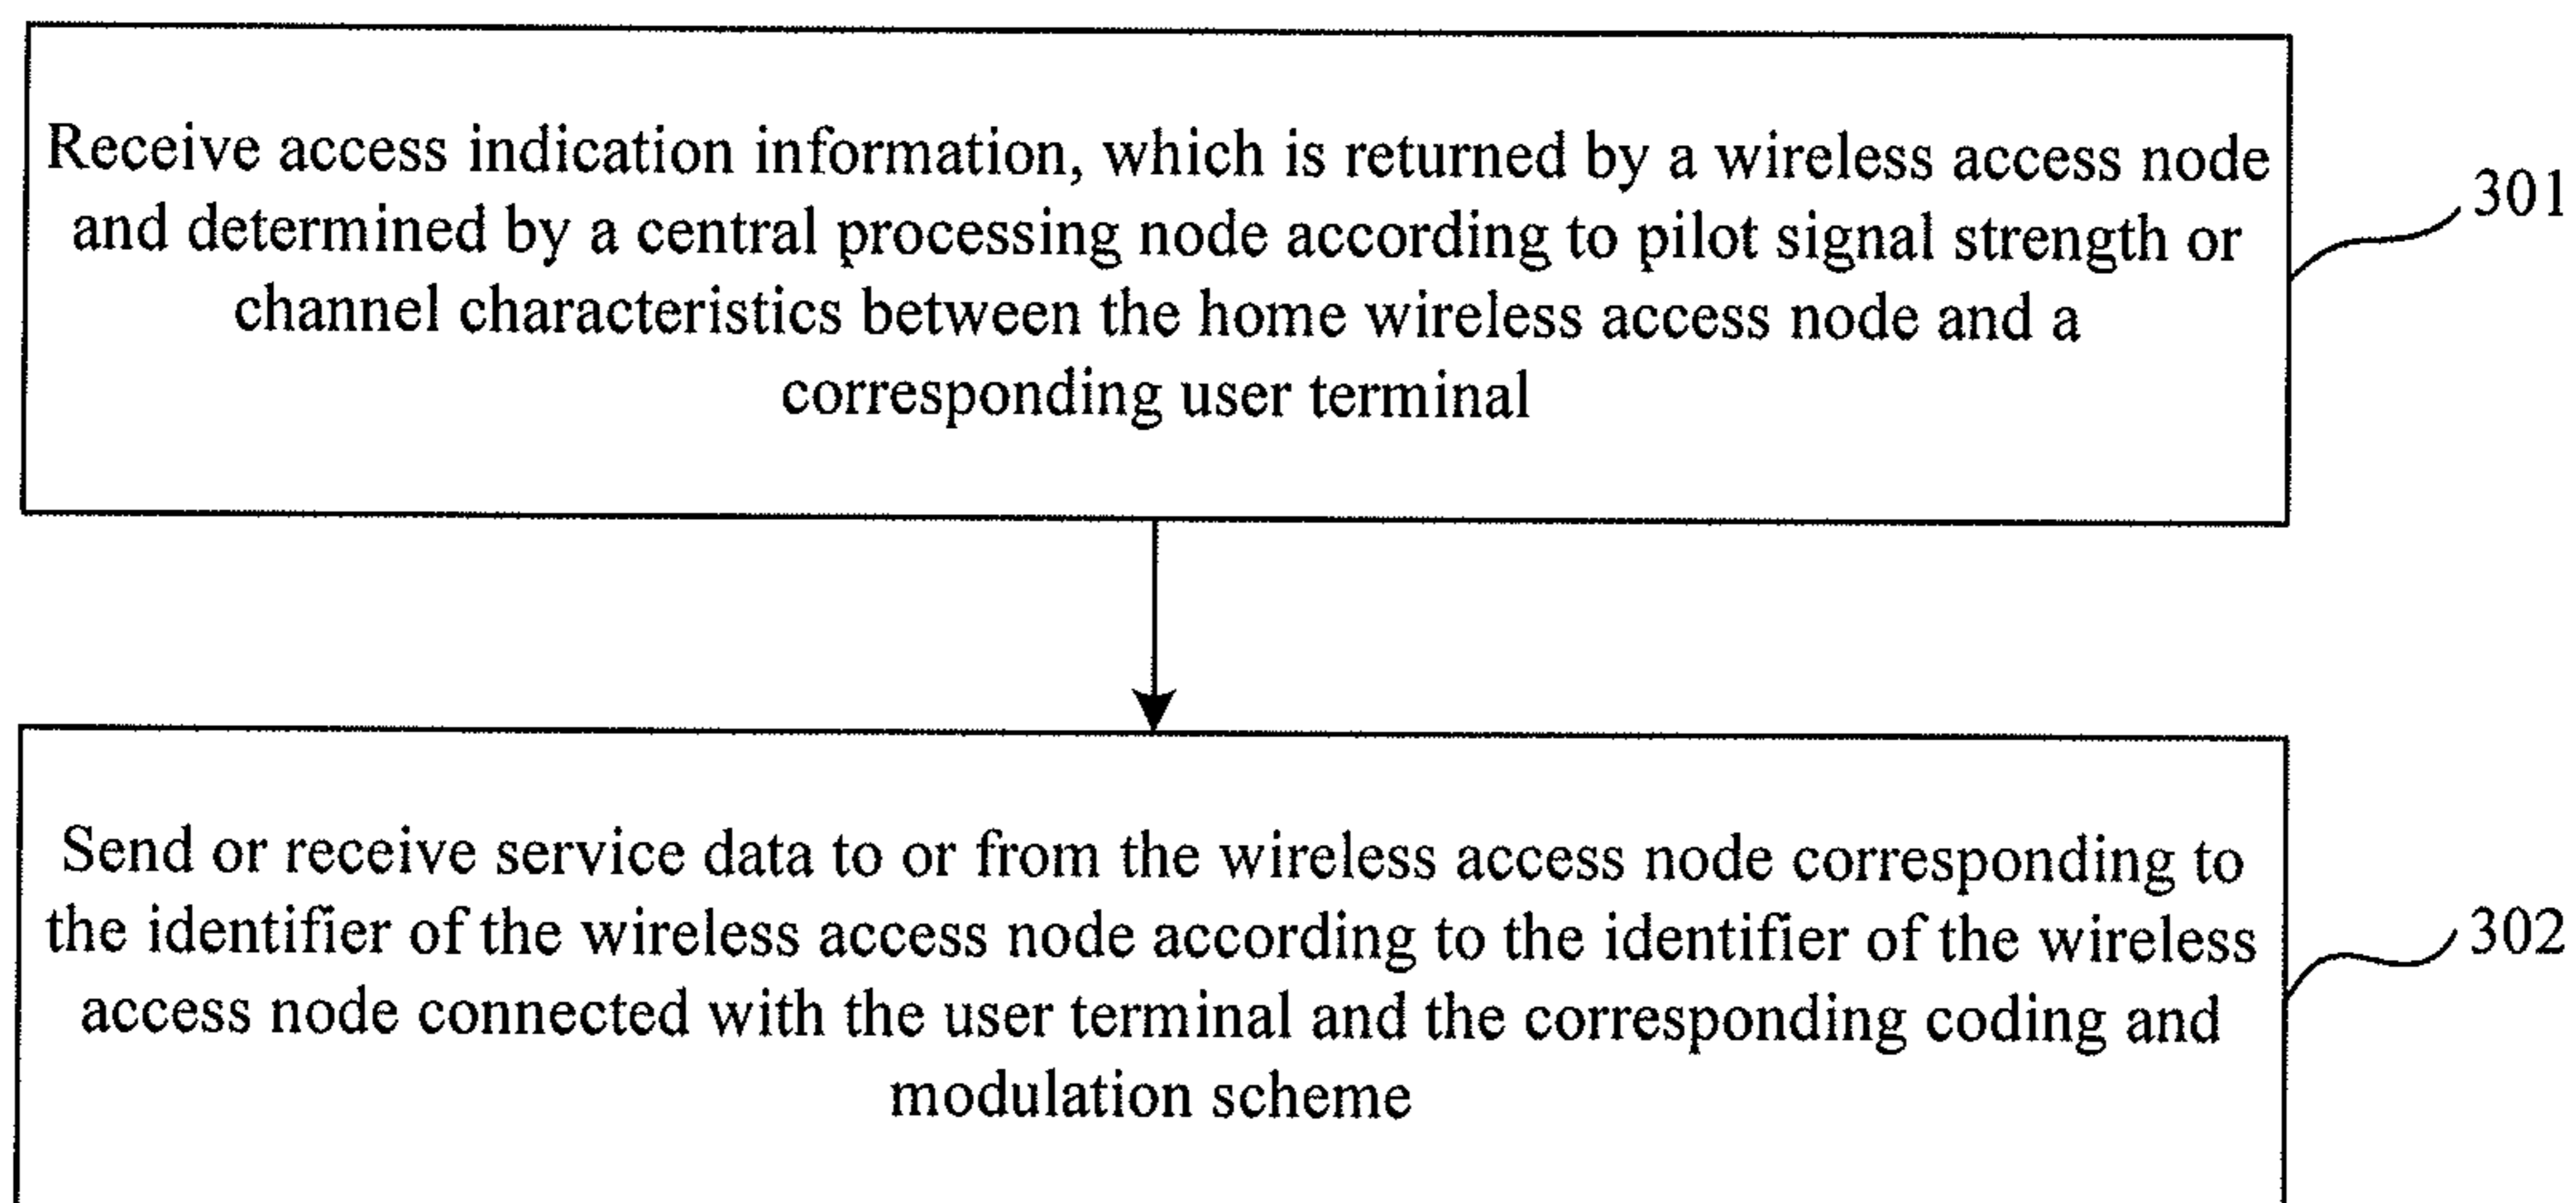 Receive access indication information, which is returned by a wireless access node
and determined by a central processing node according to pilot signal strength or
channel characteristics between the home wireless access node and a
corresponding user terminal
301
Send or receive service data to or from the wireless access node corresponding to
the identifier of the wireless access node according to the identifier of the wireless
access node connected with the user terminal and the corresponding coding and
modulation scheme
302